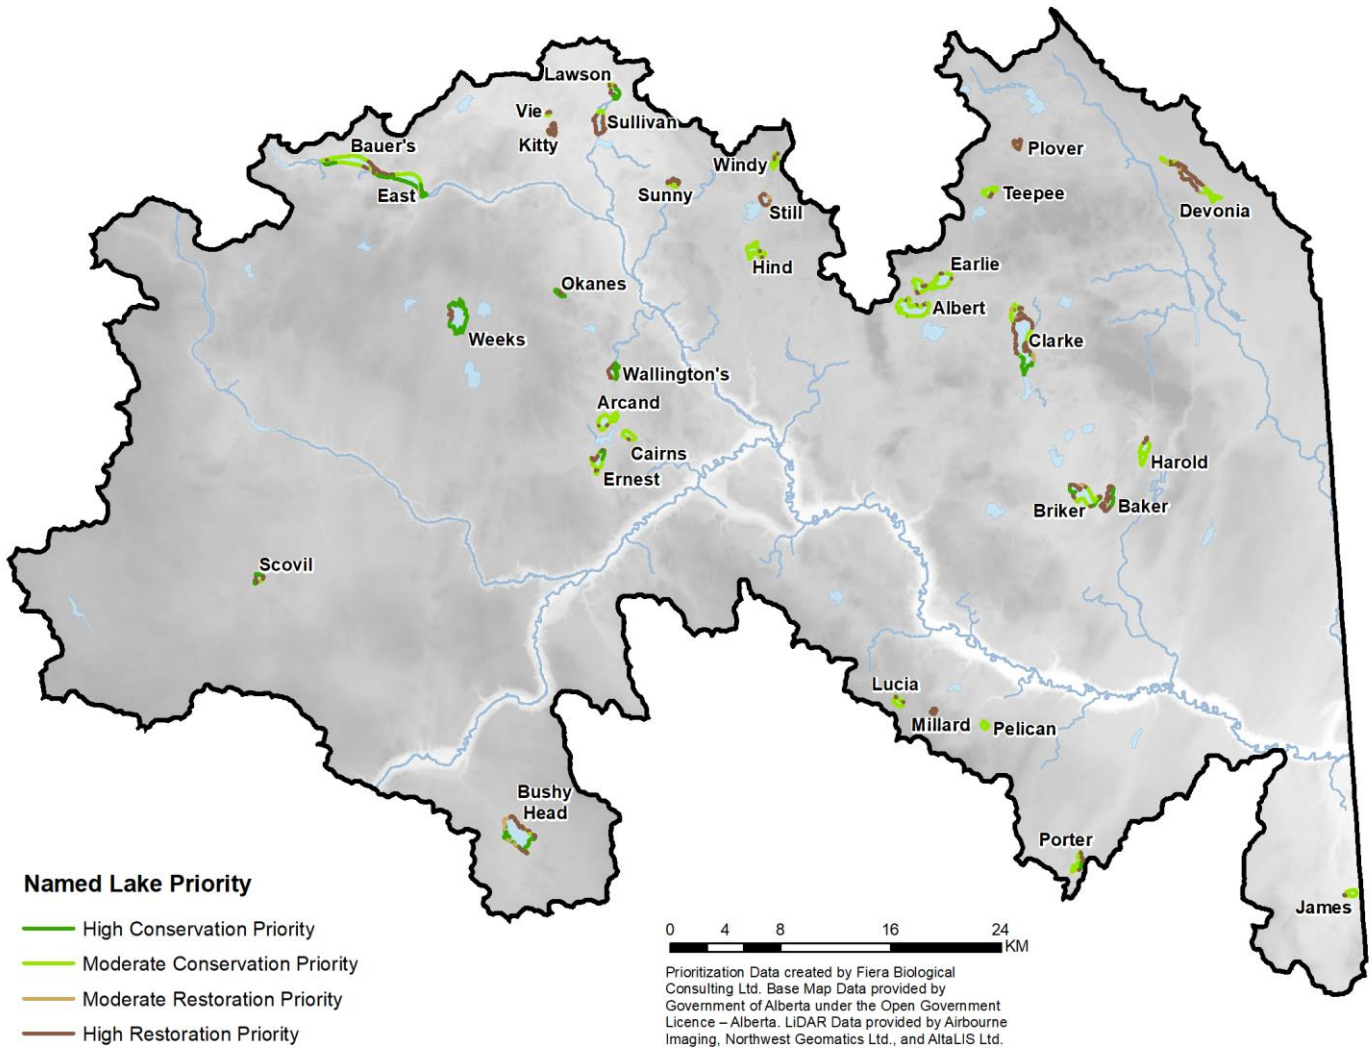 Lawson
Vie
Sullivan
Kitty
Bauer's
Windy
Plover
East
Sunny
Still
Teepee
Devonia
Hind
Earlie
Okanes
Albert
Weeks
Clarke
Wallington's
Arcand
Cairns
Ernest
Harold
Briker
Baker
Scovil
Lucia
Millard
Pelican
Bushy
Head
Porter
James
Named Lake Priority
High Conservation Priority
Moderate Conservation Priority
Moderate Restoration Priority
High Restoration Priority
0 4 8 16 24
KM
Prioritization Data created by Fiera Biological
Consulting Ltd. Base Map Data provided by
Government of Alberta under the Open Government
Licence – Alberta. LiDAR Data provided by Airbourne
Imaging, Northwest Geomatics Ltd., and AltaLIS Ltd.